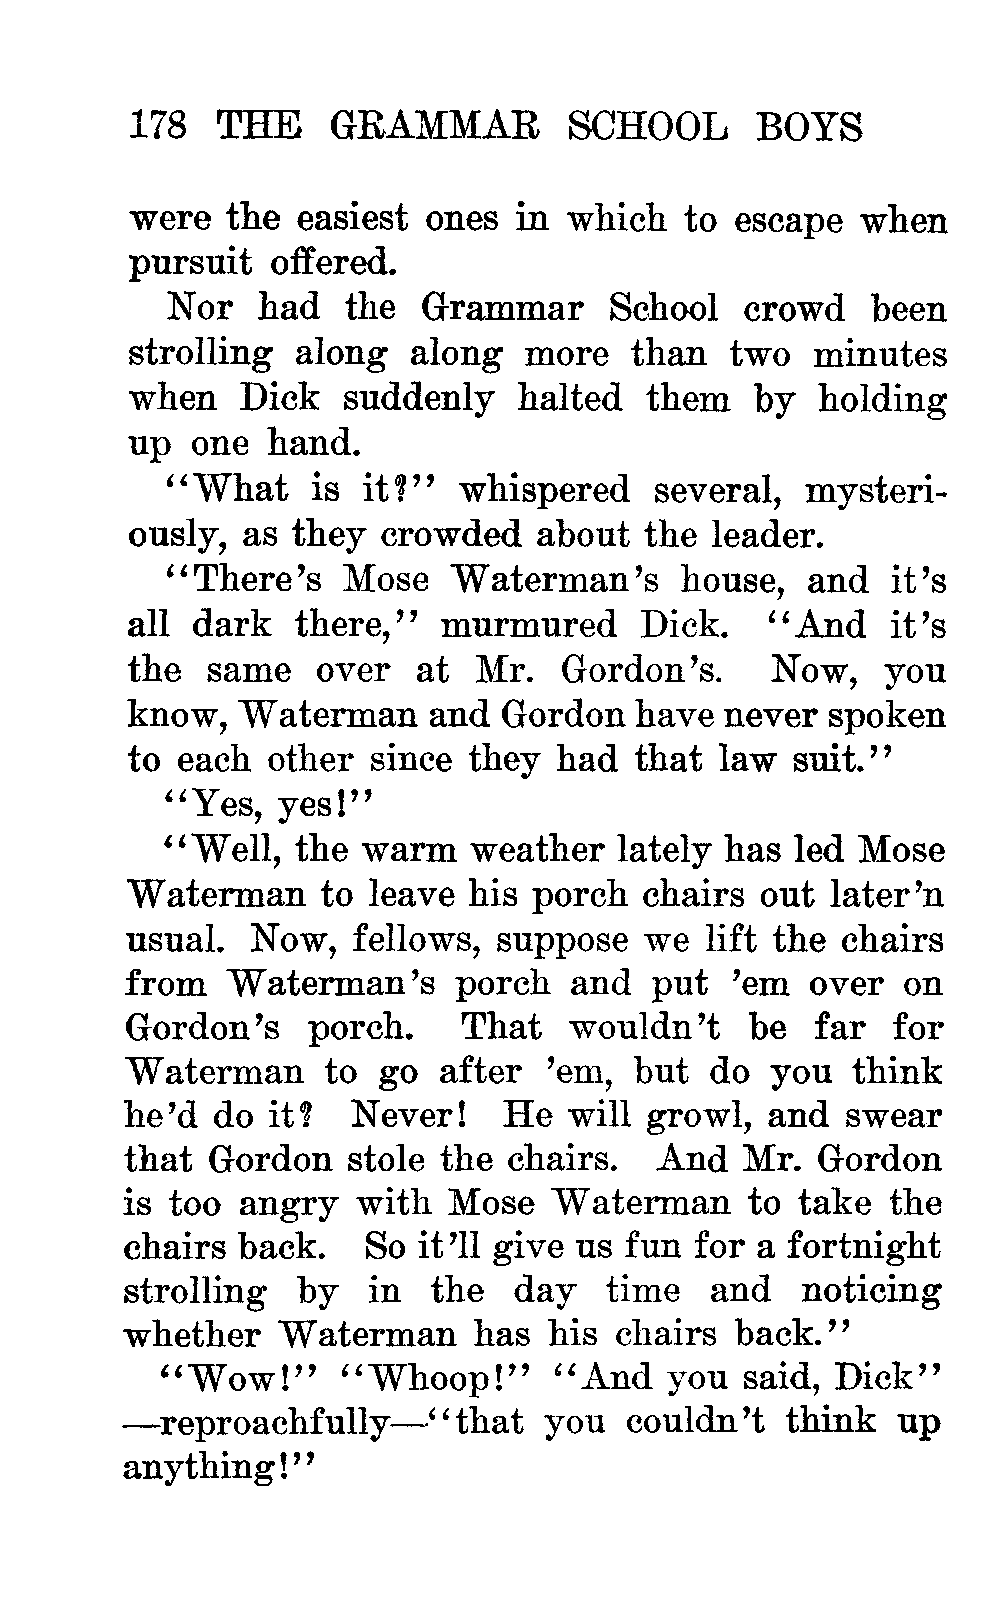 178 THE GRAMMAR SCHOOL BOYS
were the easiest ones in which to escape when
pursuit offered.
Nor had the Grammar School crowd been
strolling along along more than two minutes
when Dick suddenly halted them by holding
up one hand.
“What is it?” whispered several, mysteri-
ously, as they crowded about the leader.
“There’s Mose Waterman’s house, and it’s
all dark there,” murmured Dick. “And it’s
the same over at Mr. Gordon’s. Now, you
know, Waterman and Gordon have never spoken
to each other since they had that law suit.”
“Yes, yes!”
“Well, the warm weather lately has led Mose
Waterman to leave his porch chairs out later’n
usual. Now, fellows, suppose we lift the chairs
from Waterman’s porch and put ’em over on
Gordon’s porch. That wouldn’t be far for
Waterman to go after ’em, but do you think
he’d do it? Never! He will growl, and swear
that Gordon stole the chairs. And Mr. Gordon
is too angry with Mose Waterman to take the
chairs back. So it’ll give us fun for a fortnight
strolling by in the day time and noticing
whether Waterman has his chairs back.”
“Wow!” “Whoop!” “And you said, Dick”
—reproachfully—“that you couldn’t think up
anything!”